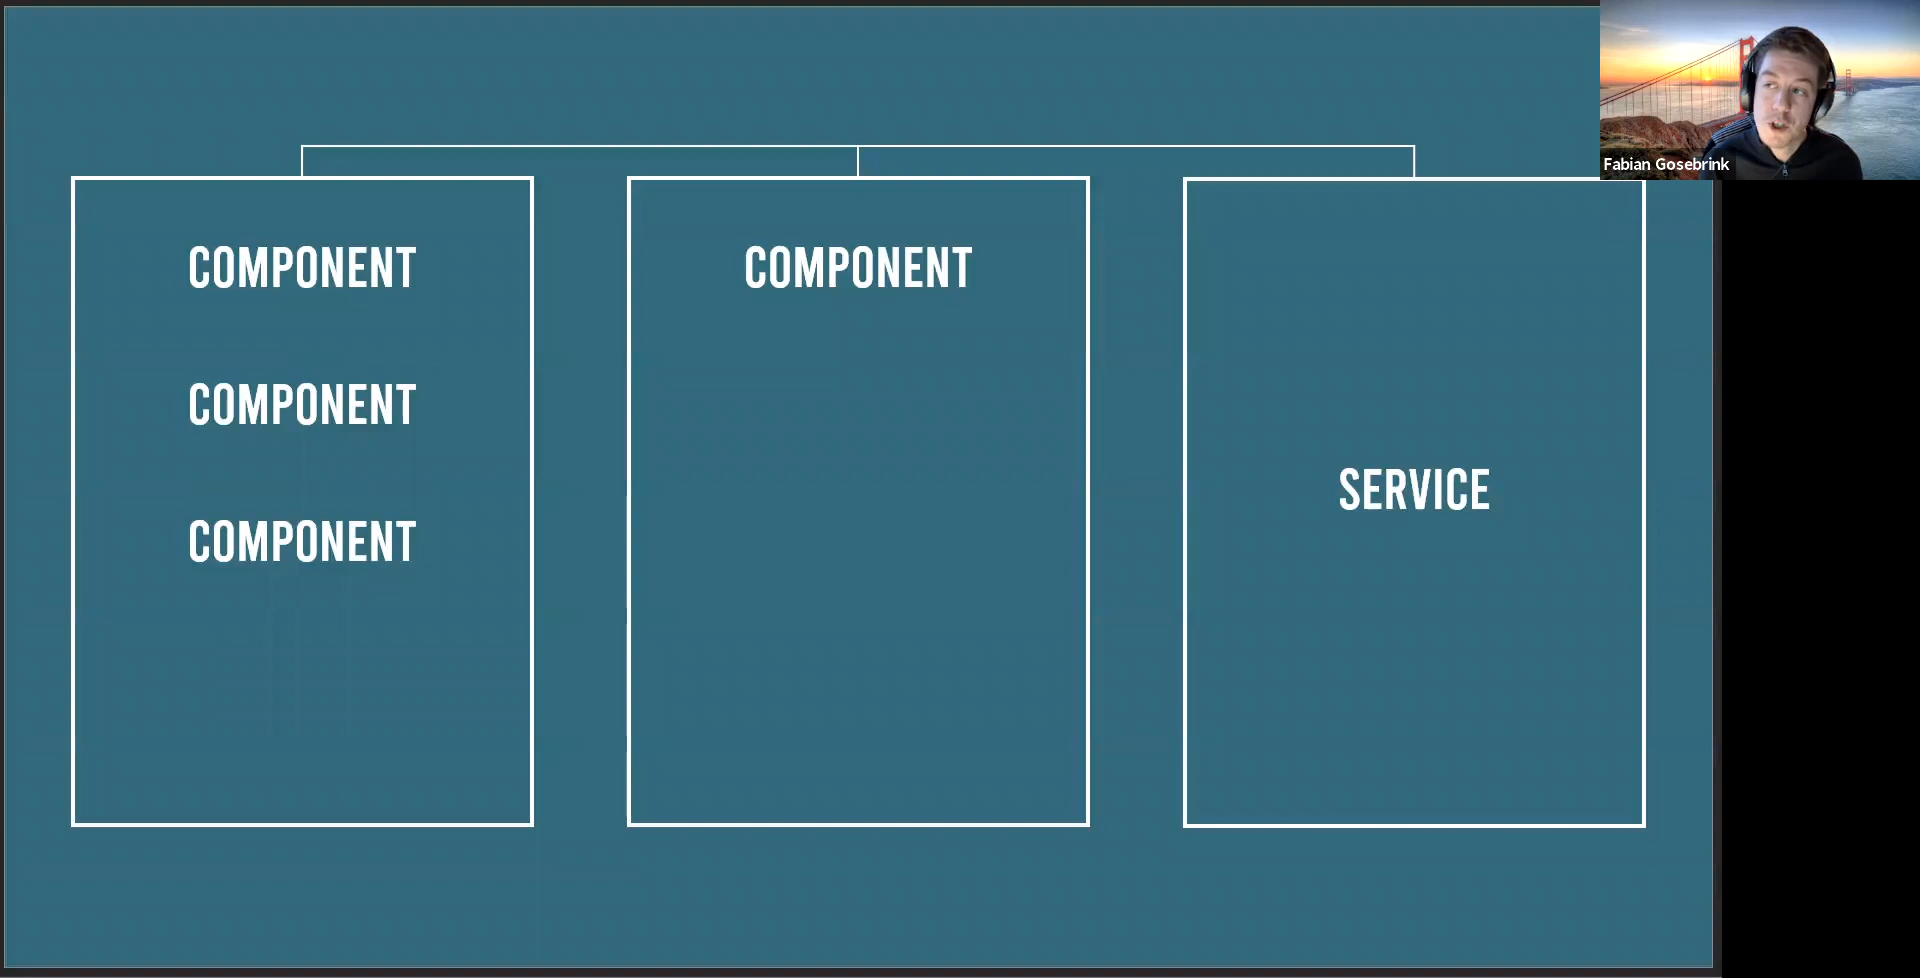 Fabian Gosebrink
COMPONENT
COMPONENT
COMPONENT
COMPONENT
SERVICE